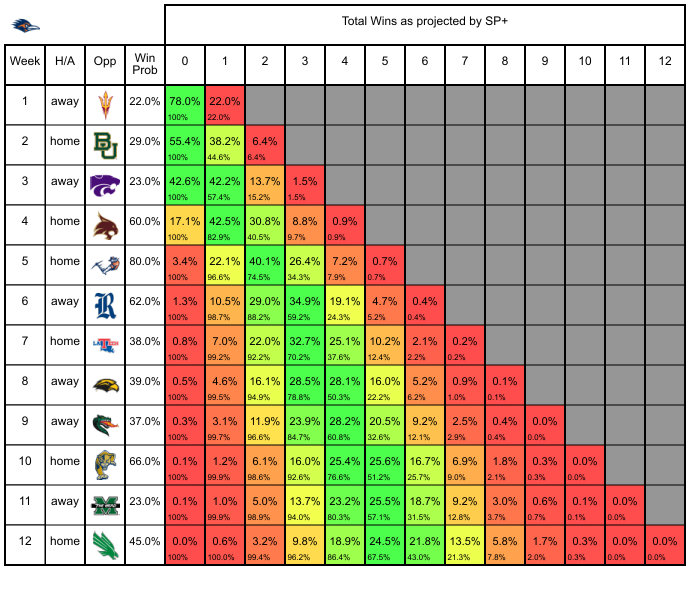 Total Wins as projected by SP+
Week H/A Opp Win Prob 0 1 2 3 4 5 6 7 8 9 10 11 12
1 away 22.0% 78.0% 22.0%
100% 22.0%
2 home BU 29.0% 55.4% 38.2% 6.4%
100% 44.6% 6.4%
3 away 23.0% 42.6% 42.2% 13.7% 1.5%
100% 57.4% 15.2% 1.5%
4 home 60.0% 17.1% 42.5% 30.8% 8.8% 0.9%
100% 82.9% 40.5% 9.7% 0.9%
5 home 80.0% 3.4% 22.1% 40.1% 26.4% 7.2% 0.7%
100% 96.6% 74.5% 34.3% 7.9% 0.7%
6 away R 62.0% 1.3% 10.5% 29.0% 34.9% 19.1% 4.7% 0.4%
100% 98.7% 88.2% 59.2% 24.3% 5.2% 0.4%
7 home 38.0% 0.8% 7.0% 22.0% 32.7% 25.1% 10.2% 2.1% 0.2%
100% 99.2% 92.2% 70.2% 37.6% 12.4% 2.2% 0.2%
8 away 39.0% 0.5% 4.6% 16.1% 28.5% 28.1% 16.0% 5.2% 0.9% 0.1%
100% 99.5% 94.9% 78.8% 50.3% 22.2% 6.2% 1.0% 0.1%
9 away 37.0% 0.3% 3.1% 11.9% 23.9% 28.2% 20.5% 9.2% 2.5% 0.4% 0.0%
100% 99.7% 96.6% 84.7% 60.8% 32.6% 12.1% 2.9% 0.4% 0.0%
10 home 66.0% 0.1% 1.2% 6.1% 16.0% 25.4% 25.6% 16.7% 6.9% 1.8% 0.3% 0.0%
100% 99.9% 98.6% 92.6% 76.6% 51.2% 25.7% 9.0% 2.1% 0.3% 0.0%
11 away M 23.0% 0.1% 1.0% 5.0% 13.7% 23.2% 25.5% 18.7% 9.2% 3.0% 0.6% 0.1% 0.0%
100% 99.9% 98.9% 94.0% 80.3% 57.1% 31.5% 12.8% 3.7% 0.7% 0.1% 0.0%
12 home 45.0% 0.0% 0.6% 3.2% 9.8% 18.9% 24.5% 21.8% 13.5% 5.8% 1.7% 0.3% 0.0% 0.0%
100% 100.0% 99.4% 96.2% 86.4% 67.5% 43.0% 21.3% 7.8% 2.0% 0.3% 0.0% 0.0%